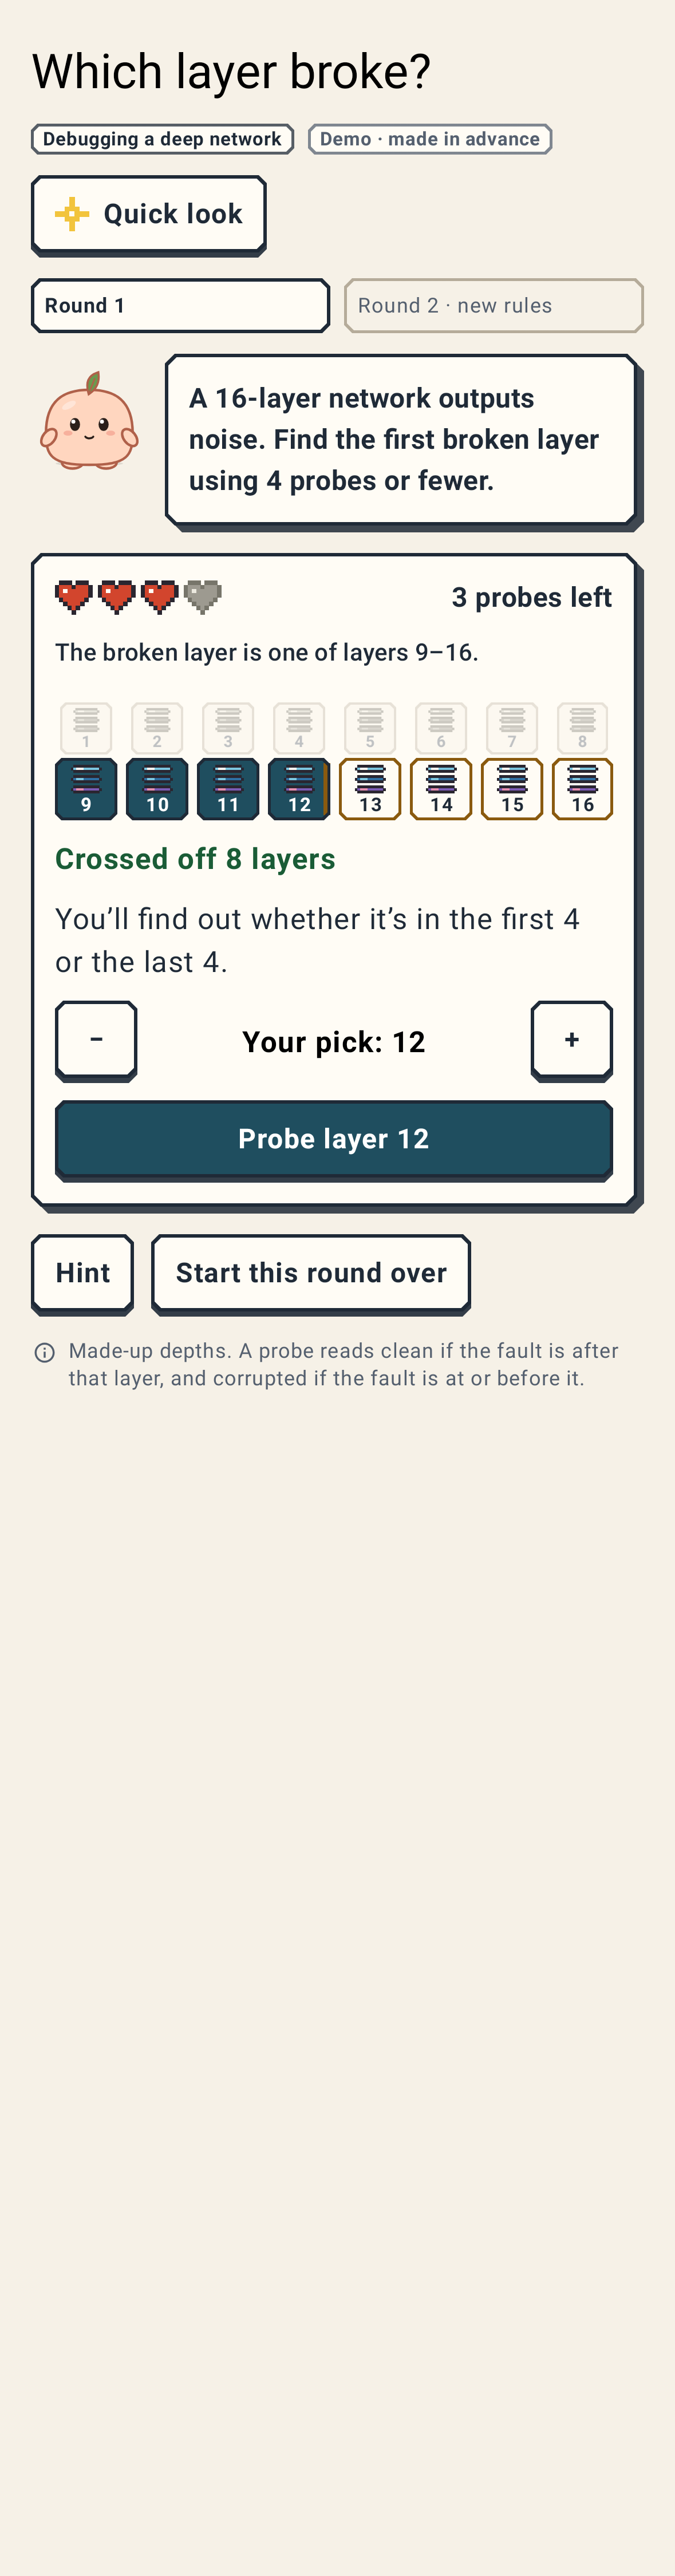 Which layer broke?
Debugging a deep network
Demo · made in advance
Quick look
Round 1
Round 2 · new rules
A 16-layer network outputs
noise. Find the first broken layer
using 4 probes or fewer.
3 probes left
The broken layer is one of layers 9–16.
1 2 3 4 5 6 7 8
9 10 11 12 13 14 15 16
Crossed off 8 layers
You’ll find out whether it’s in the first 4
or the last 4.
− Your pick: 12 +
Probe layer 12
Hint
Start this round over
Made-up depths. A probe reads clean if the fault is after
that layer, and corrupted if the fault is at or before it.